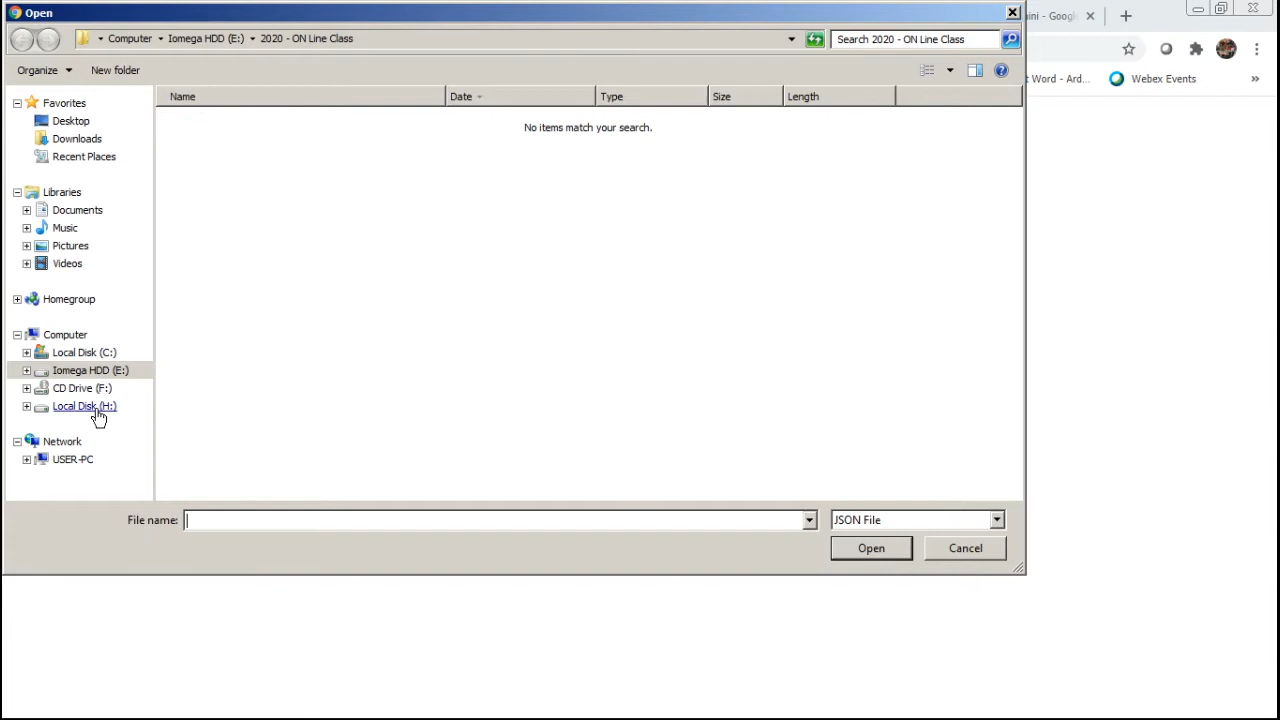 Open
ini - Goog
Computer Iomega HDD (E:) 2020 - ON Line Class
Search 2020 - ON Line Class
Organize New folder
t Word - Ard...
Webex Events
Name Date Type Size Length
No items match your search.
Favorites
Desktop
Downloads
Recent Places
Libraries
Documents
Music
Pictures
Videos
Homegroup
Computer
Local Disk (C:)
Iomega HDD (E:)
CD Drive (F:)
Local Disk (H:)
Network
USER-PC
File name:
JSON File
Open Cancel